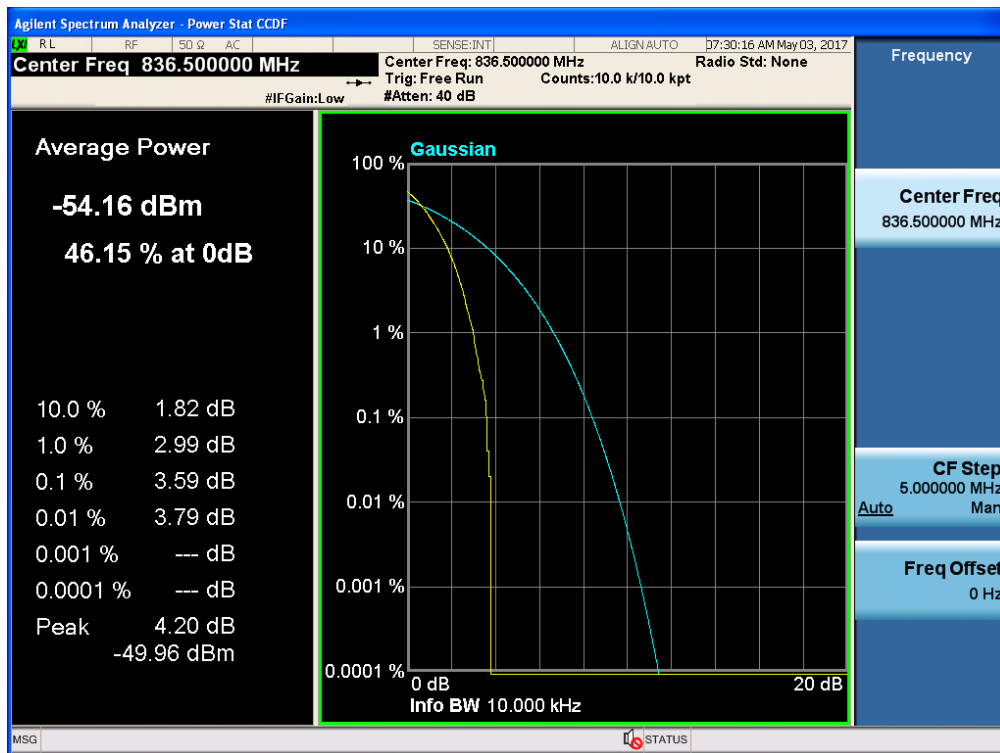 Agilent Spectrum Analyzer - Power Stat CCDF
LXI RL RF 50 Ω AC SENSE:INT ALIGN AUTO 07:30:16 AM May 03, 2017
Center Freq 836.500000 MHz
Center Freq: 836.500000 MHz Radio Std: None
Trig: Free Run Counts:10.0 k/10.0 kpt
#IFGain:Low #Atten: 40 dB
Frequency
Average Power
-54.16 dBm
46.15 % at 0dB
10.0 % 1.82 dB
1.0 % 2.99 dB
0.1 % 3.59 dB
0.01 % 3.79 dB
0.001 % --- dB
0.0001 % --- dB
Peak 4.20 dB
-49.96 dBm
Gaussian
100 %
10 %
1 %
0.1 %
0.01 %
0.001 %
0.0001 %
0 dB 20 dB
Info BW 10.000 kHz
Center Freq
836.500000 MHz
CF Step
5.000000 MHz
Auto Man
Freq Offset
0 Hz
MSG STATUS